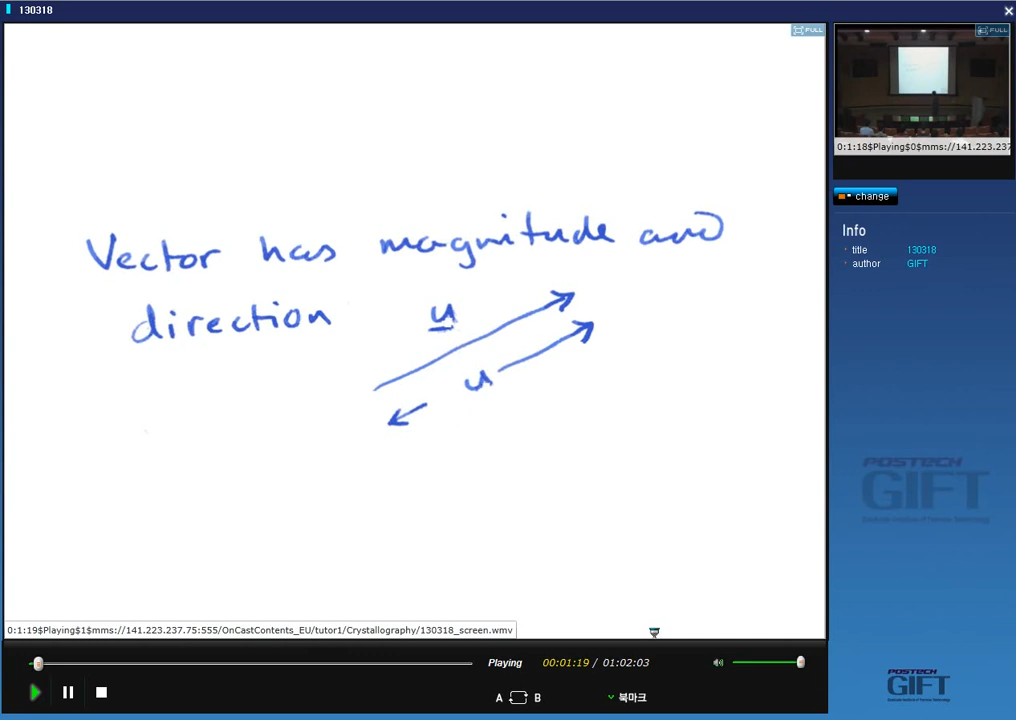 130318
FULL
Vector has magnitude and
direction
u
u
0:1:19$Playing$1$mms://141.223.237.75:555/OnCastContents_EU/tutor1/Crystallography/130318_screen.wmv
Playing
00:01:19 / 01:02:03
A B
북마크
FULL
0:1:18$Playing$0$mms://141.223.237
change
Info
title 130318
author GIFT
POSTECH
GIFT
POSTECH
GIFT